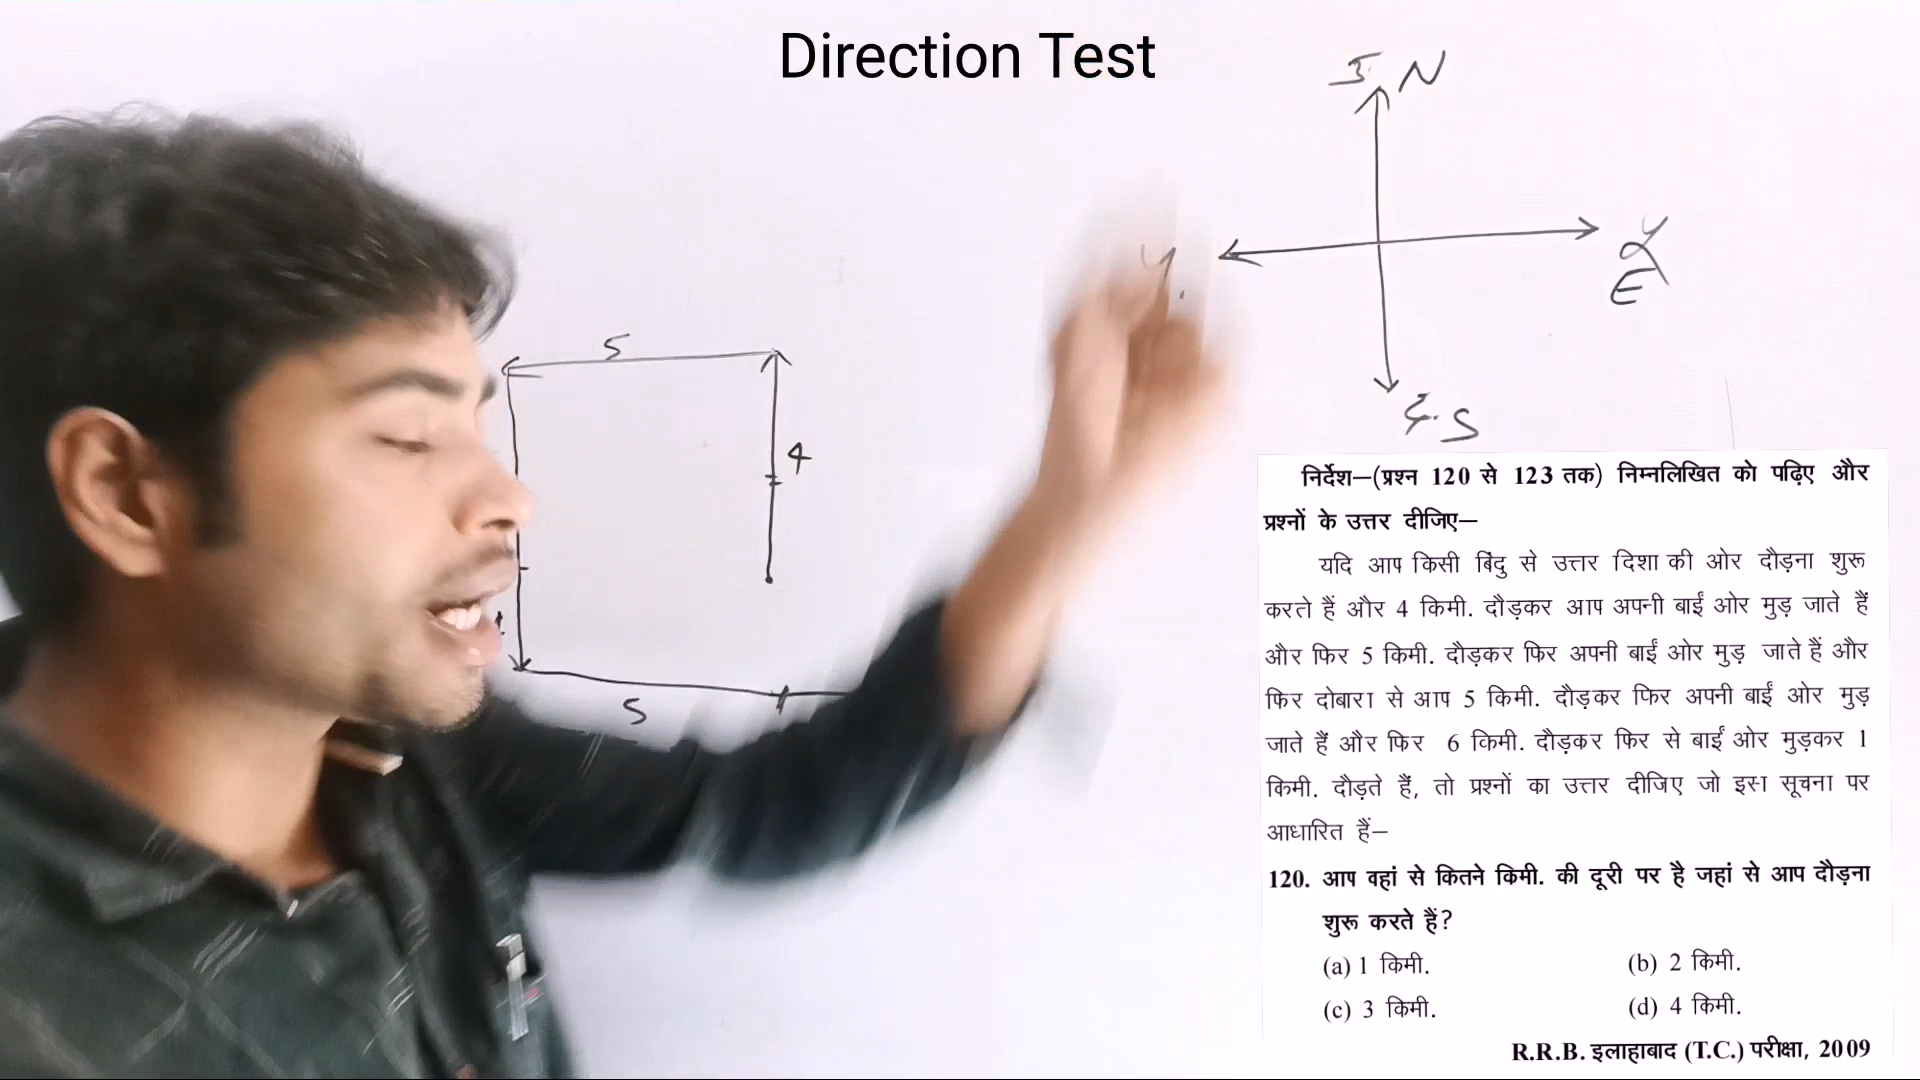 Direction Test
उ. N
पू
E
द. S
5
4
5
निर्देश—(प्रश्न 120 से 123 तक) निम्नलिखित को पढ़िए और
प्रश्नों के उत्तर दीजिए—
यदि आप किसी बिंदु से उत्तर दिशा की ओर दौड़ना शुरू
करते हैं और 4 किमी. दौड़कर आप अपनी बाईं ओर मुड़ जाते हैं
और फिर 5 किमी. दौड़कर फिर अपनी बाईं ओर मुड़ जाते हैं और
फिर दोबारा से आप 5 किमी. दौड़कर फिर अपनी बाईं ओर मुड़
जाते हैं और फिर 6 किमी. दौड़कर फिर से बाईं ओर मुड़कर 1
किमी. दौड़ते हैं, तो प्रश्नों का उत्तर दीजिए जो इस सूचना पर
आधारित हैं—
120. आप वहां से कितने किमी. की दूरी पर है जहां से आप दौड़ना
शुरू करते हैं?
(a) 1 किमी. (b) 2 किमी.
(c) 3 किमी. (d) 4 किमी.
R.R.B. इलाहाबाद (T.C.) परीक्षा, 2009